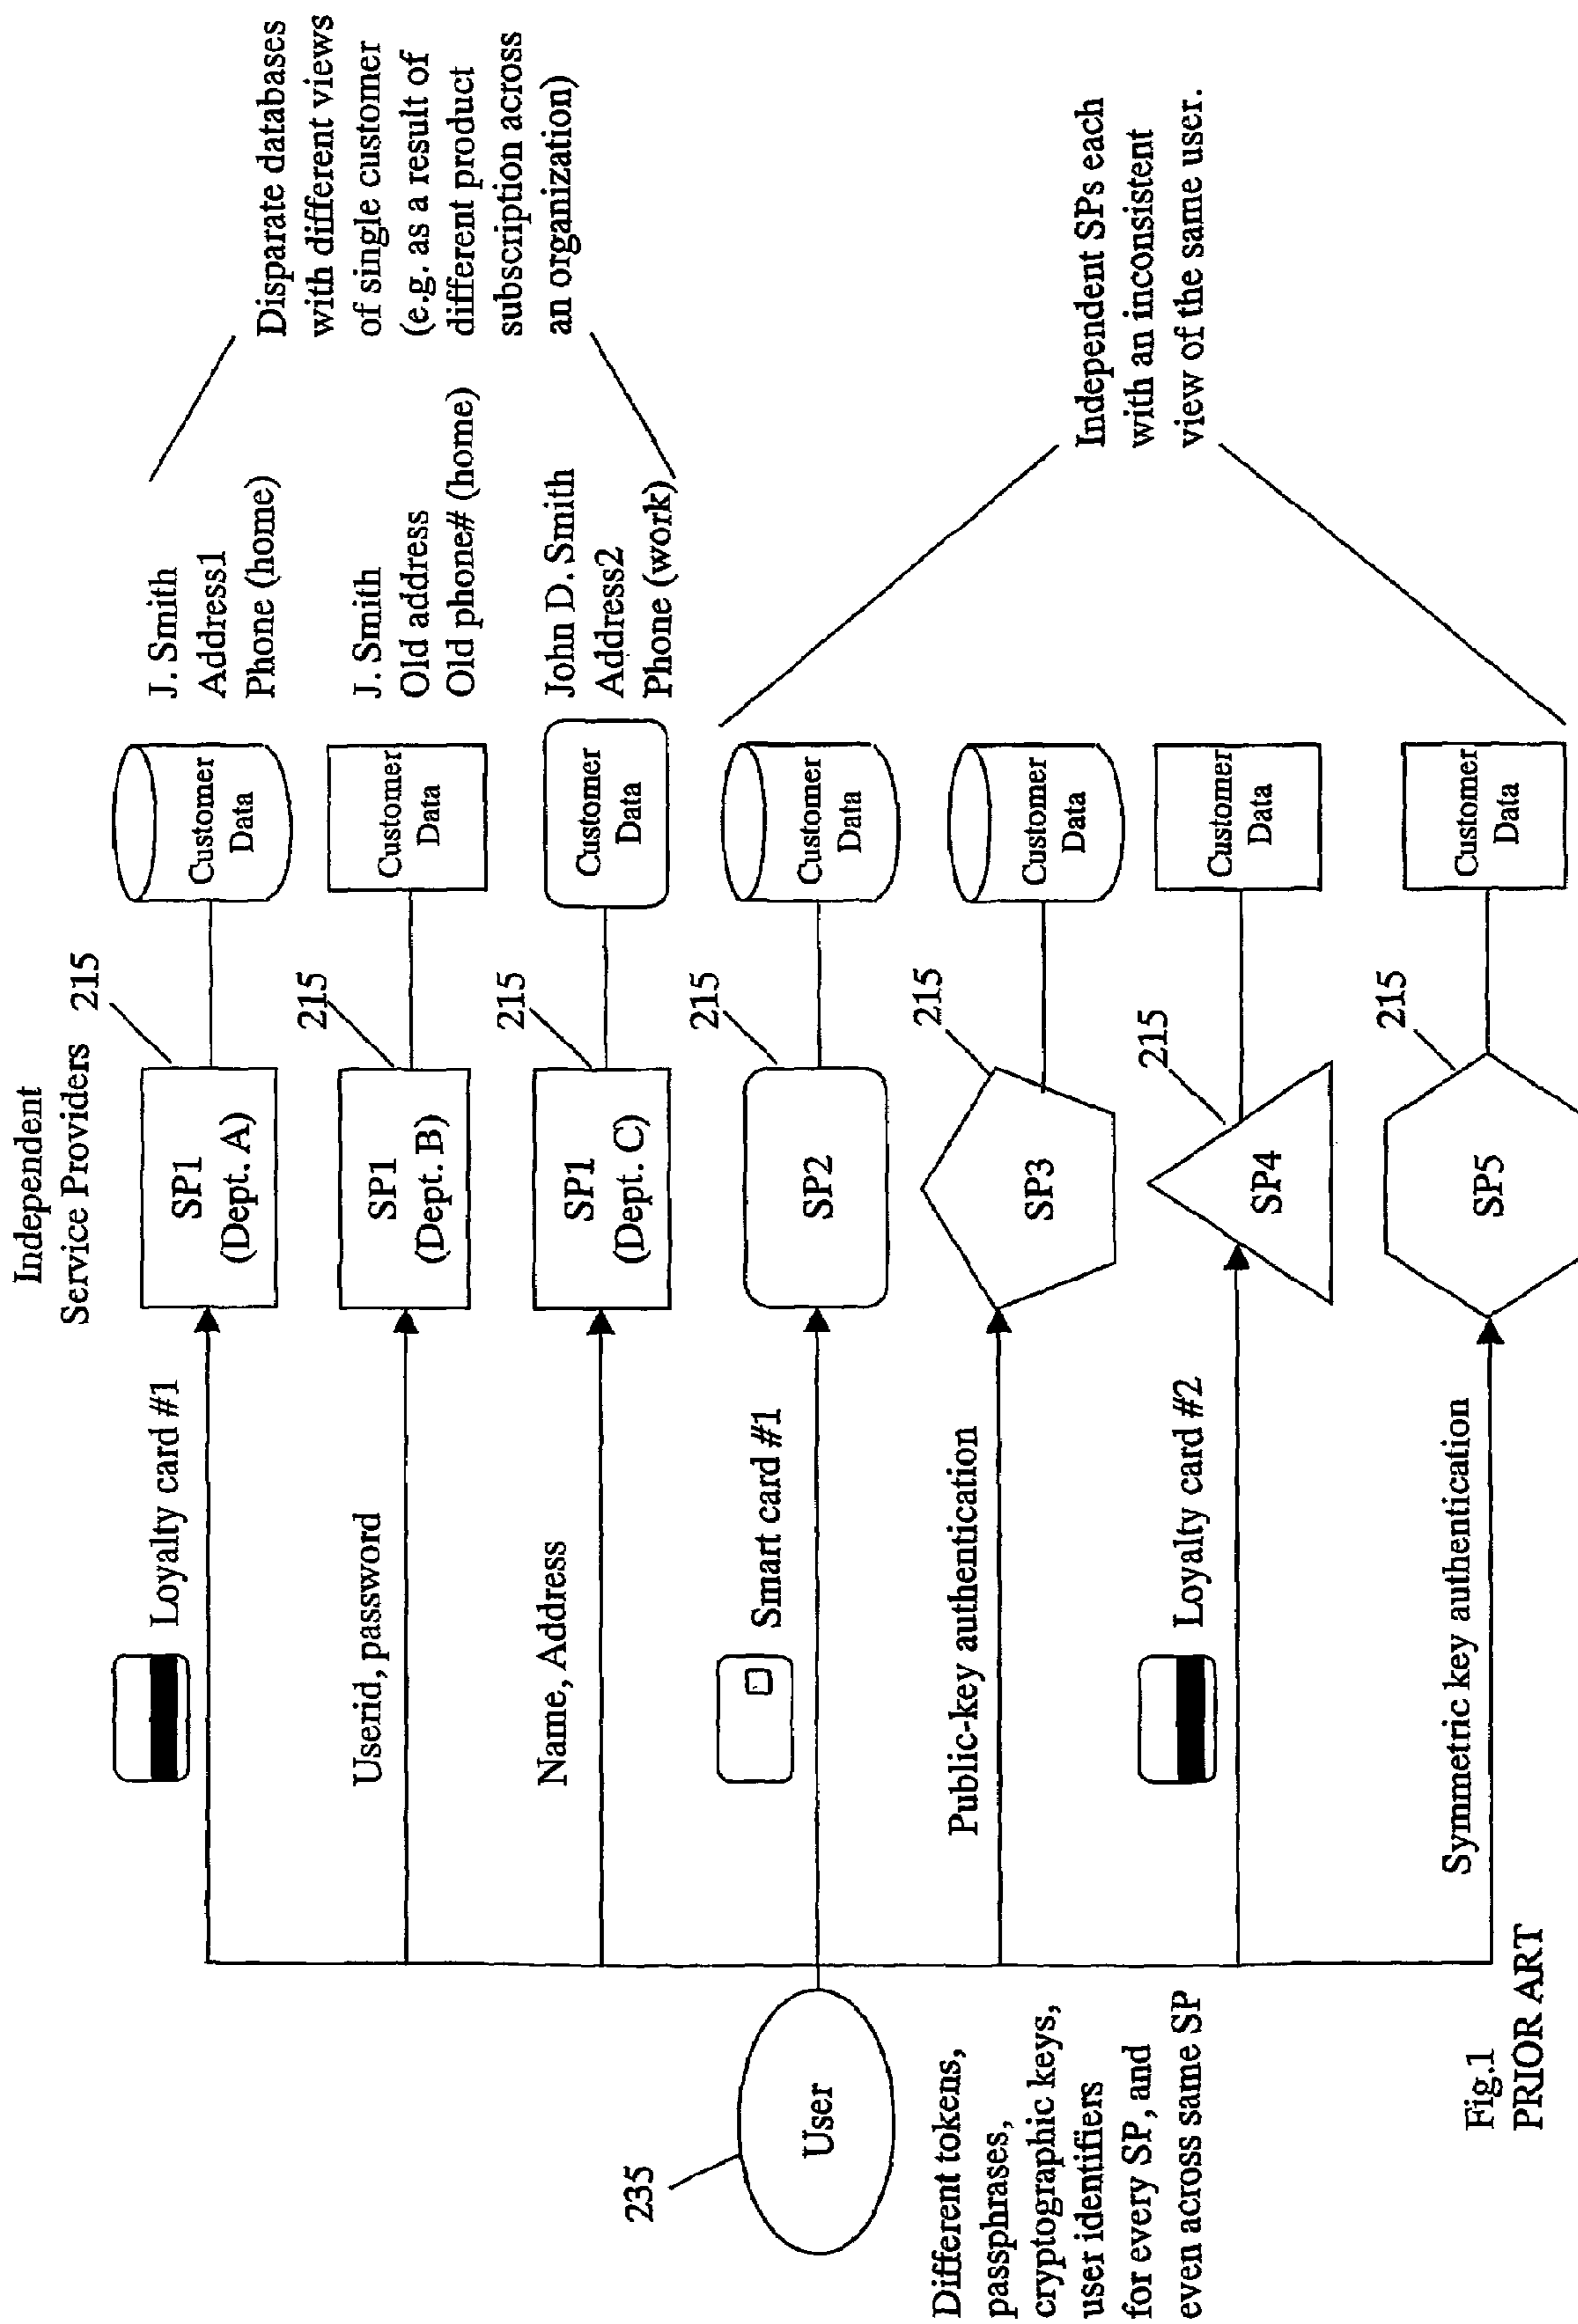 Independent
Service Providers
215
Loyalty card #1
SP1
(Dept. A)
Customer
Data
J. Smith
Address1
Phone (home)
Userid, password
215
SP1
(Dept. B)
Customer
Data
J. Smith
Old address
Old phone# (home)
Name, Address
215
SP1
(Dept. C)
Customer
Data
John D. Smith
Address2
Phone (work)
Disparate databases
with different views
of single customer
(e.g. as a result of
different product
subscription across
an organization)
235
User
Smart card #1
215
SP2
Customer
Data
Public-key authentication
215
SP3
Customer
Data
Loyalty card #2
215
SP4
Customer
Data
Symmetric key authentication
215
SP5
Customer
Data
Independent SPs each
with an inconsistent
view of the same user.
Different tokens,
passphrases,
cryptographic keys,
user identifiers
for every SP, and
even across same SP
Fig.1
PRIOR ART